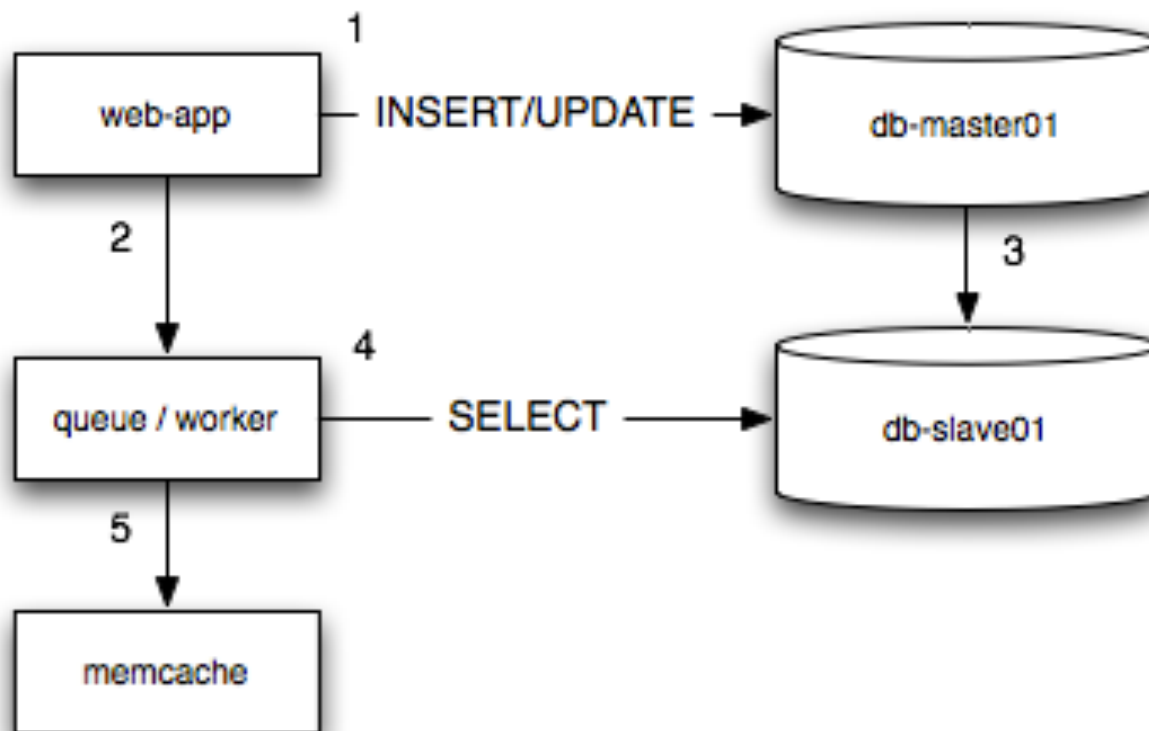 1
web-app
INSERT/UPDATE
db-master01
2
3
4
queue / worker
SELECT
db-slave01
5
memcache